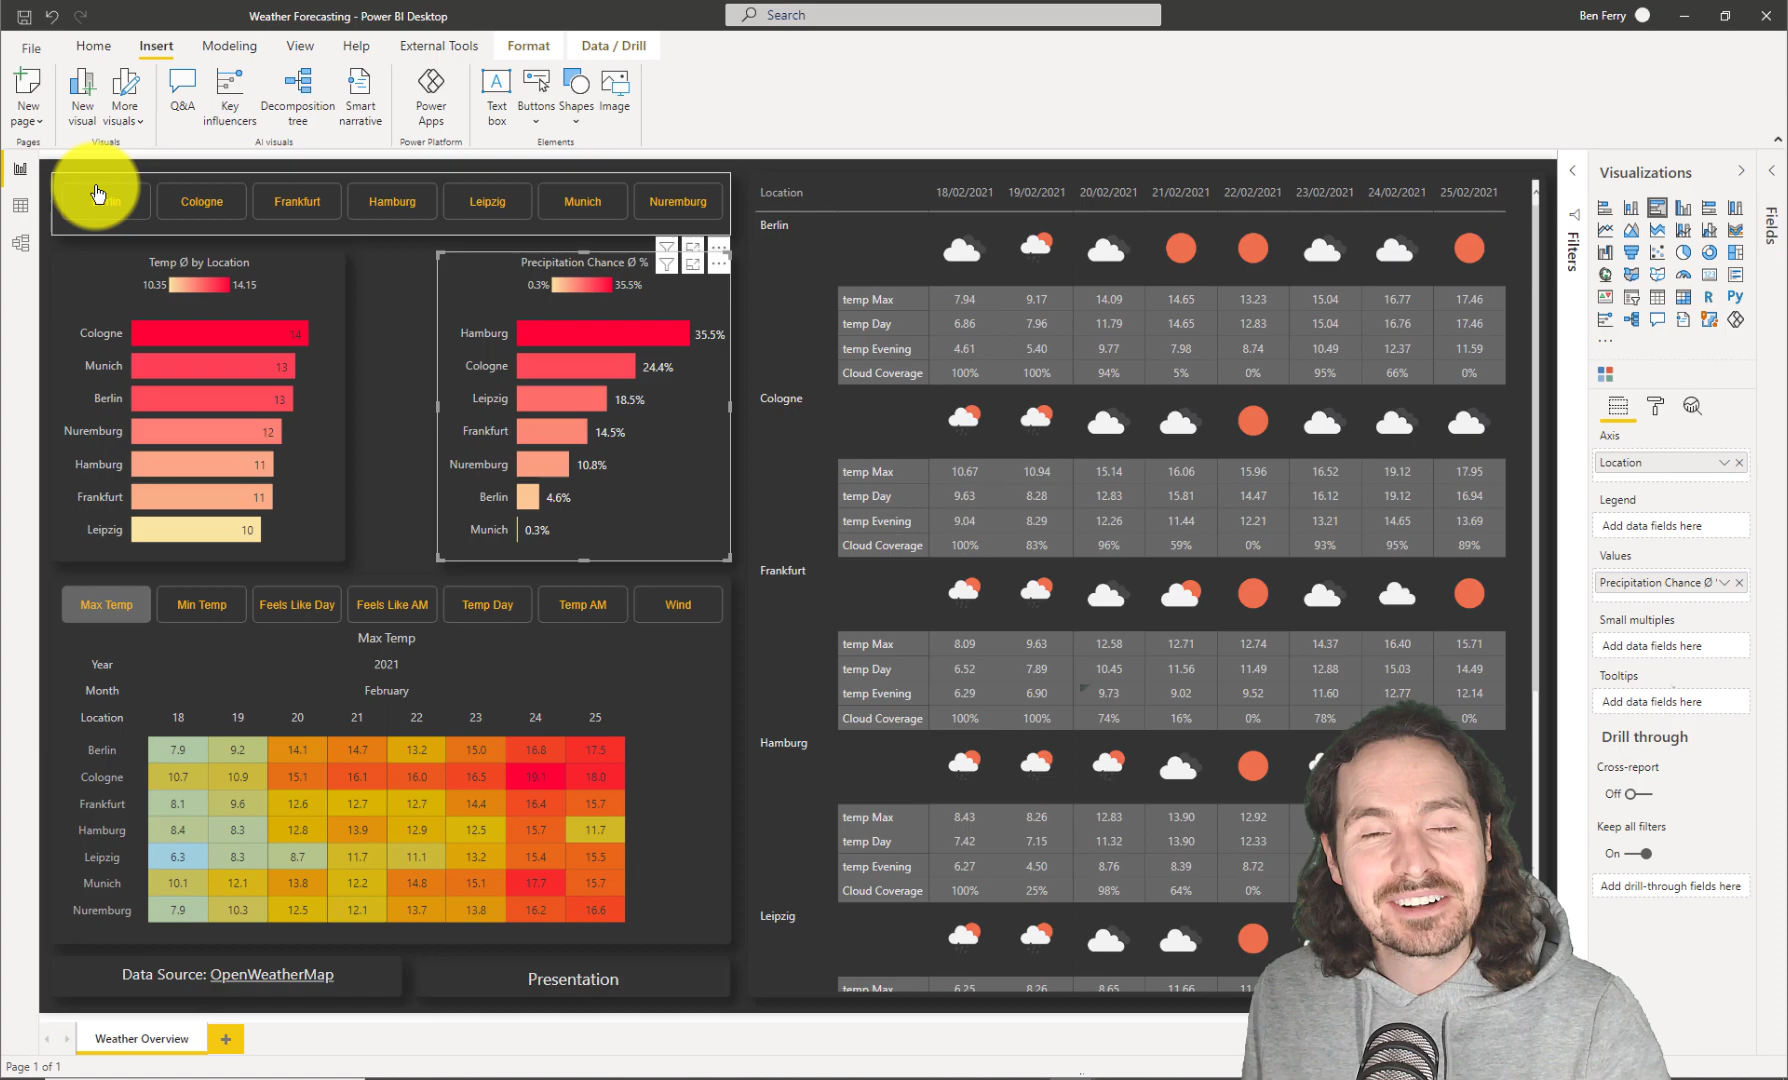 Weather Forecasting - Power BI Desktop
Search
Ben Ferry
File
Home
Insert
Modeling
View
Help
External Tools
Format
Data / Drill
New page
New visual
More visuals
Q&A
Key influencers
Decomposition tree
Smart narrative
Power Apps
Text box
Buttons
Shapes
Image
Pages
Visuals
AI visuals
Power Platform
Elements
Cologne
Frankfurt
Hamburg
Leipzig
Munich
Nuremburg
Temp Ø by Location
10.35
14.15
Cologne 14
Munich 13
Berlin 13
Nuremburg 12
Hamburg 11
Frankfurt 11
Leipzig 10
Precipitation Chance Ø %
0.3%
35.5%
Hamburg 35.5%
Cologne 24.4%
Leipzig 18.5%
Frankfurt 14.5%
Nuremburg 10.8%
Berlin 4.6%
Munich 0.3%
Max Temp
Min Temp
Feels Like Day
Feels Like AM
Temp Day
Temp AM
Wind
Max Temp
Year 2021
Month February
Location 18 19 20 21 22 23 24 25
Berlin 7.9 9.2 14.1 14.7 13.2 15.0 16.8 17.5
Cologne 10.7 10.9 15.1 16.1 16.0 16.5 19.1 18.0
Frankfurt 8.1 9.6 12.6 12.7 12.7 14.4 16.4 15.7
Hamburg 8.4 8.3 12.8 13.9 12.9 12.5 15.7 11.7
Leipzig 6.3 8.3 8.7 11.7 11.1 13.2 15.4 15.5
Munich 10.1 12.1 13.8 12.2 14.8 15.1 17.7 15.7
Nuremburg 7.9 10.3 12.5 12.1 13.7 13.8 16.2 16.6
Data Source: OpenWeatherMap
Presentation
Location 18/02/2021 19/02/2021 20/02/2021 21/02/2021 22/02/2021 23/02/2021 24/02/2021 25/02/2021
Berlin
temp Max 7.94 9.17 14.09 14.65 13.23 15.04 16.77 17.46
temp Day 6.86 7.96 11.79 14.65 12.83 15.04 16.76 17.46
temp Evening 4.61 5.40 9.77 7.98 8.74 10.49 12.37 11.59
Cloud Coverage 100% 100% 94% 5% 0% 95% 66% 0%
Cologne
temp Max 10.67 10.94 15.14 16.06 15.96 16.52 19.12 17.95
temp Day 9.63 8.28 12.83 15.81 14.47 16.12 19.12 16.94
temp Evening 9.04 8.29 12.26 11.44 12.21 13.21 14.65 13.69
Cloud Coverage 100% 83% 96% 59% 0% 93% 95% 89%
Frankfurt
temp Max 8.09 9.63 12.58 12.71 12.74 14.37 16.40 15.71
temp Day 6.52 7.89 10.45 11.56 11.49 12.88 15.03 14.49
temp Evening 6.29 6.90 9.73 9.02 9.52 11.60 12.77 12.14
Cloud Coverage 100% 100% 74% 16% 0% 78% 0%
Hamburg
temp Max 8.43 8.26 12.83 13.90 12.92
temp Day 7.42 7.15 11.32 13.90 12.33
temp Evening 6.27 4.50 8.76 8.39 8.72
Cloud Coverage 100% 25% 98% 64% 0%
Leipzig
temp Max 6.25 8.26 8.65 11.66
Filters
Visualizations
Fields
R
Py
Axis
Location
Legend
Add data fields here
Values
Precipitation Chance Ø
Small multiples
Add data fields here
Tooltips
Add data fields here
Drill through
Cross-report
Off
Keep all filters
On
Add drill-through fields here
Weather Overview
Page 1 of 1